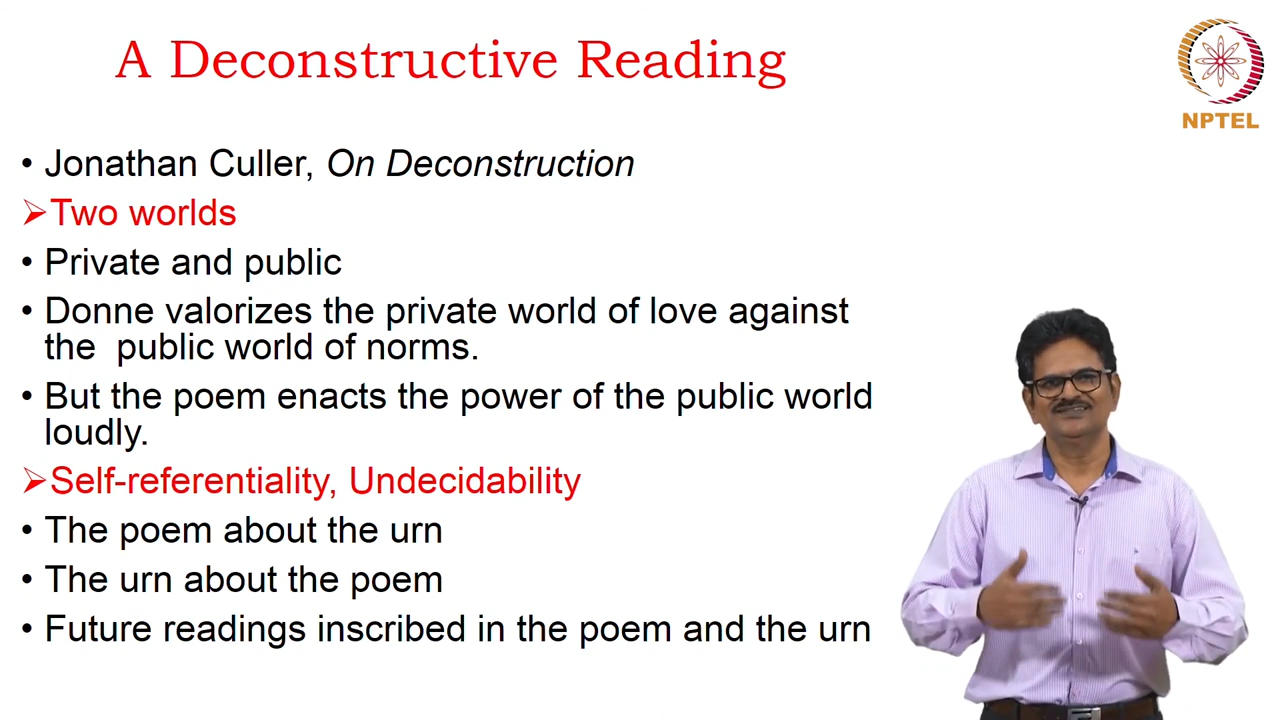 A Deconstructive Reading
NPTEL
• Jonathan Culler, On Deconstruction
➢Two worlds
• Private and public
• Donne valorizes the private world of love against
the public world of norms.
• But the poem enacts the power of the public world
loudly.
➢Self-referentiality, Undecidability
• The poem about the urn
• The urn about the poem
• Future readings inscribed in the poem and the urn